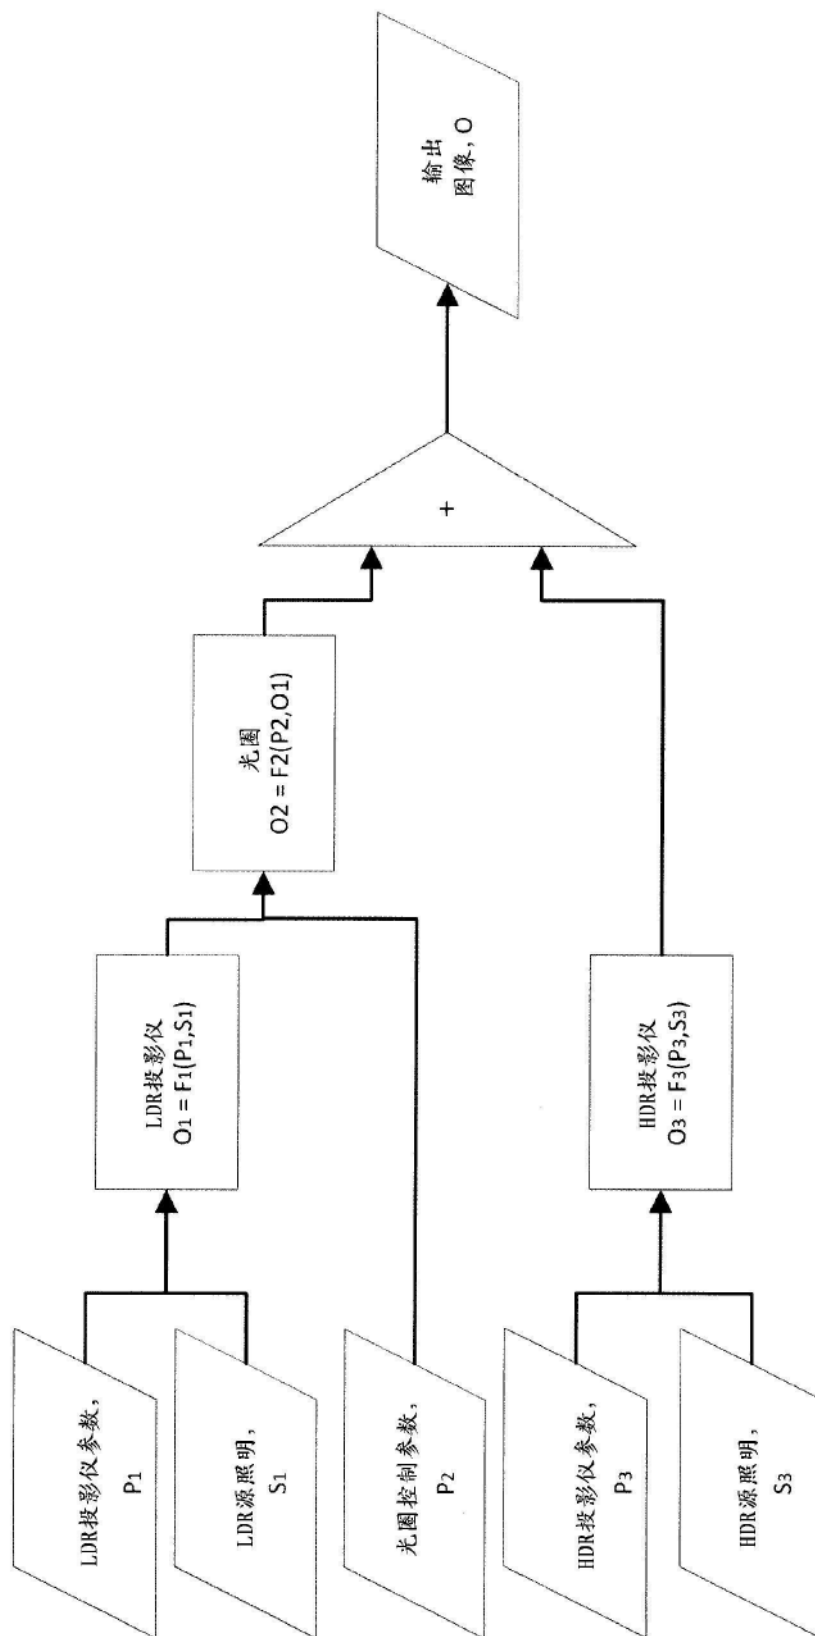 LDR投影仪参数,
P1
LDR源照明,
S1
光圈控制参数,
P2
HDR投影仪参数,
P3
HDR源照明,
S3
LDR投影仪
O1 = F1(P1,S1)
HDR投影仪
O3 = F3(P3,S3)
光圈
O2 = F2(P2,O1)
+
输出
图像, O